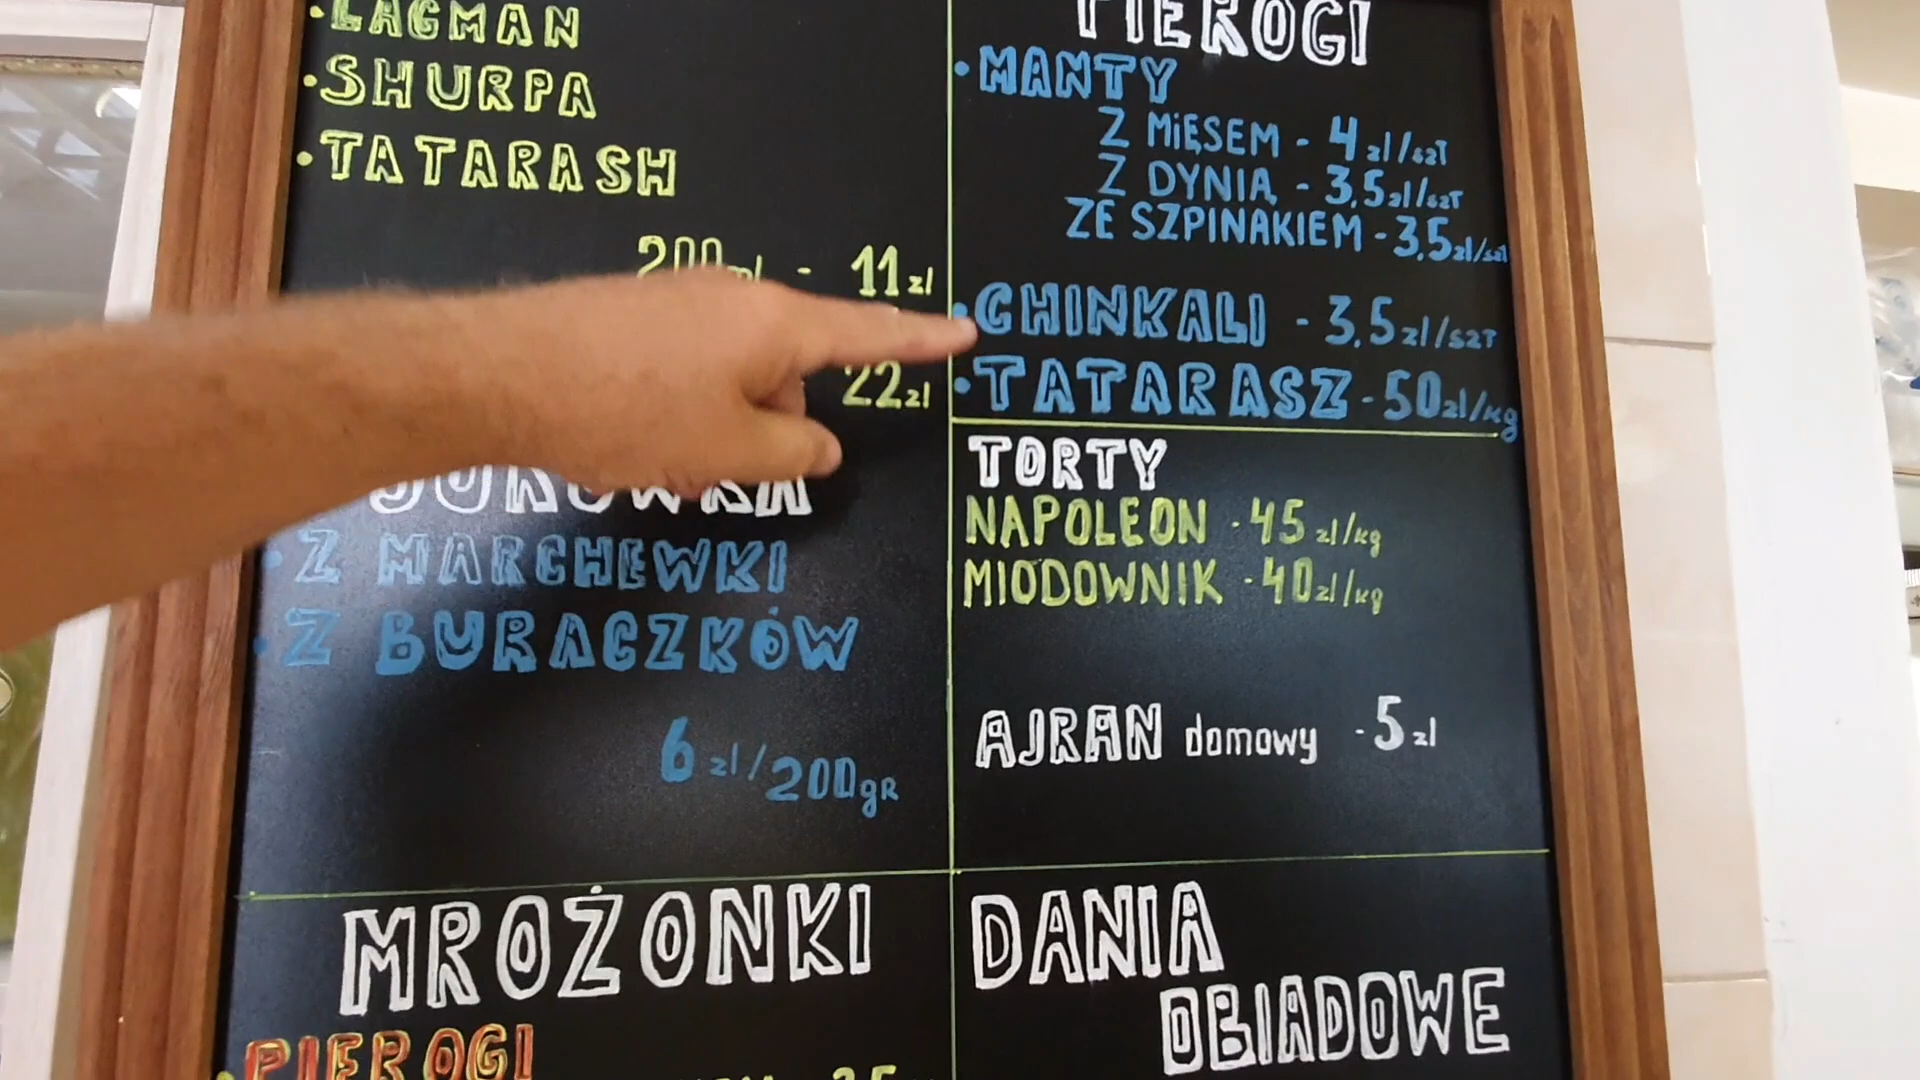 LAGMAN
SHURPA
TATARASH
11 zł
22 zł
Z MARCHEWKI
Z BURACZKÓW
6 zł/200gR
PIEROGI
MANTY
Z MIĘSEM - 4 zł/szt
Z DYNIĄ - 3,5 zł/szt
ZE SZPINAKIEM - 3,5 zł/szt
CHINKALI - 3,5 zł/szt
TATARASZ - 50 zł/kg
TORTY
NAPOLEON - 45 zł/kg
MIODOWNIK - 40 zł/kg
AJRAN domowy - 5 zł
MROŻONKI
PIEROGI
DANIA
OBIADOWE